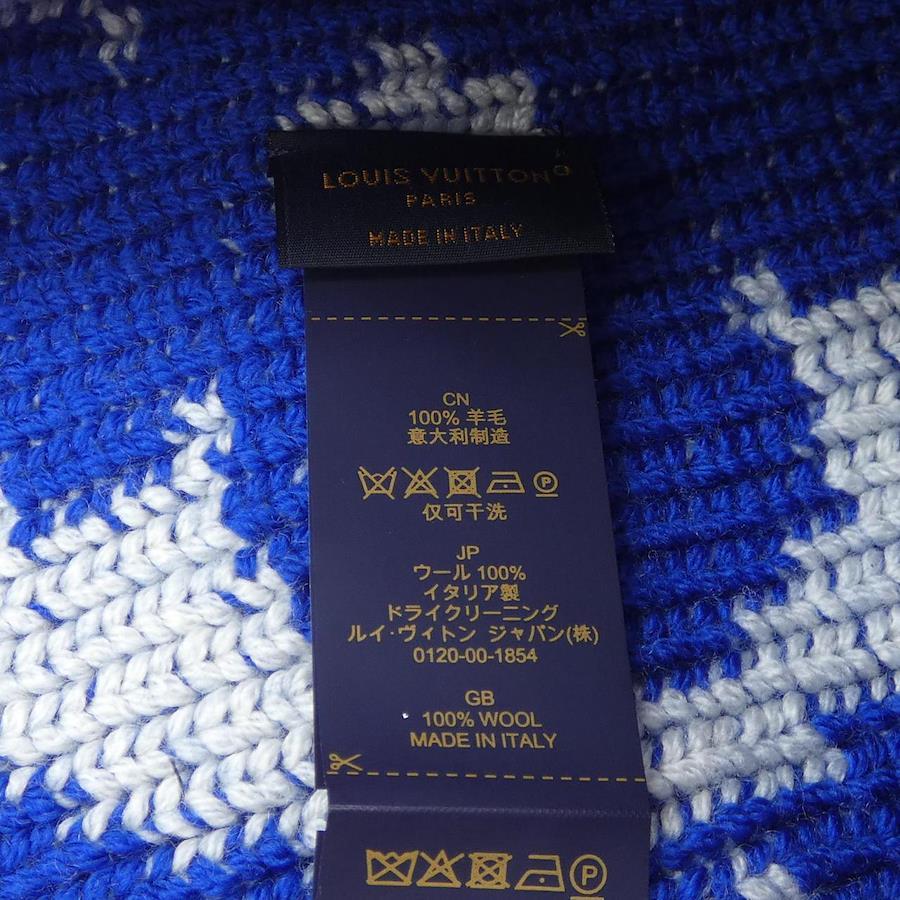 LOUIS VUITTON
PARIS
MADE IN ITALY
CN
100% 羊毛
意大利制造
P
仅可干洗
JP
ウール 100%
イタリア製
ドライクリーニング
ルイ・ヴィトン ジャパン(株)
0120-00-1854
GB
100% WOOL
MADE IN ITALY
P